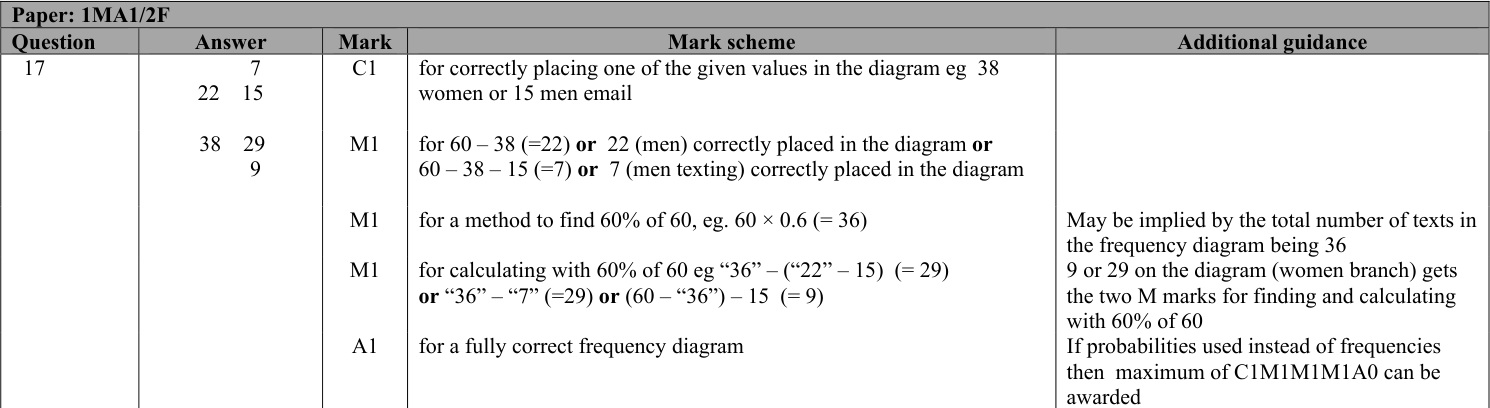 Paper: 1MA1/2F
Question Answer Mark Mark scheme Additional guidance
17 7 C1 for correctly placing one of the given values in the diagram eg 38
22 15 women or 15 men email
38 29 M1 for 60 – 38 (=22) or 22 (men) correctly placed in the diagram or
9 60 – 38 – 15 (=7) or 7 (men texting) correctly placed in the diagram
M1 for a method to find 60% of 60, eg. 60 × 0.6 (= 36) May be implied by the total number of texts in
the frequency diagram being 36
M1 for calculating with 60% of 60 eg “36” – (“22” – 15) (= 29) 9 or 29 on the diagram (women branch) gets
or “36” – “7” (=29) or (60 – “36”) – 15 (= 9) the two M marks for finding and calculating
with 60% of 60
A1 for a fully correct frequency diagram If probabilities used instead of frequencies
then maximum of C1M1M1M1A0 can be
awarded